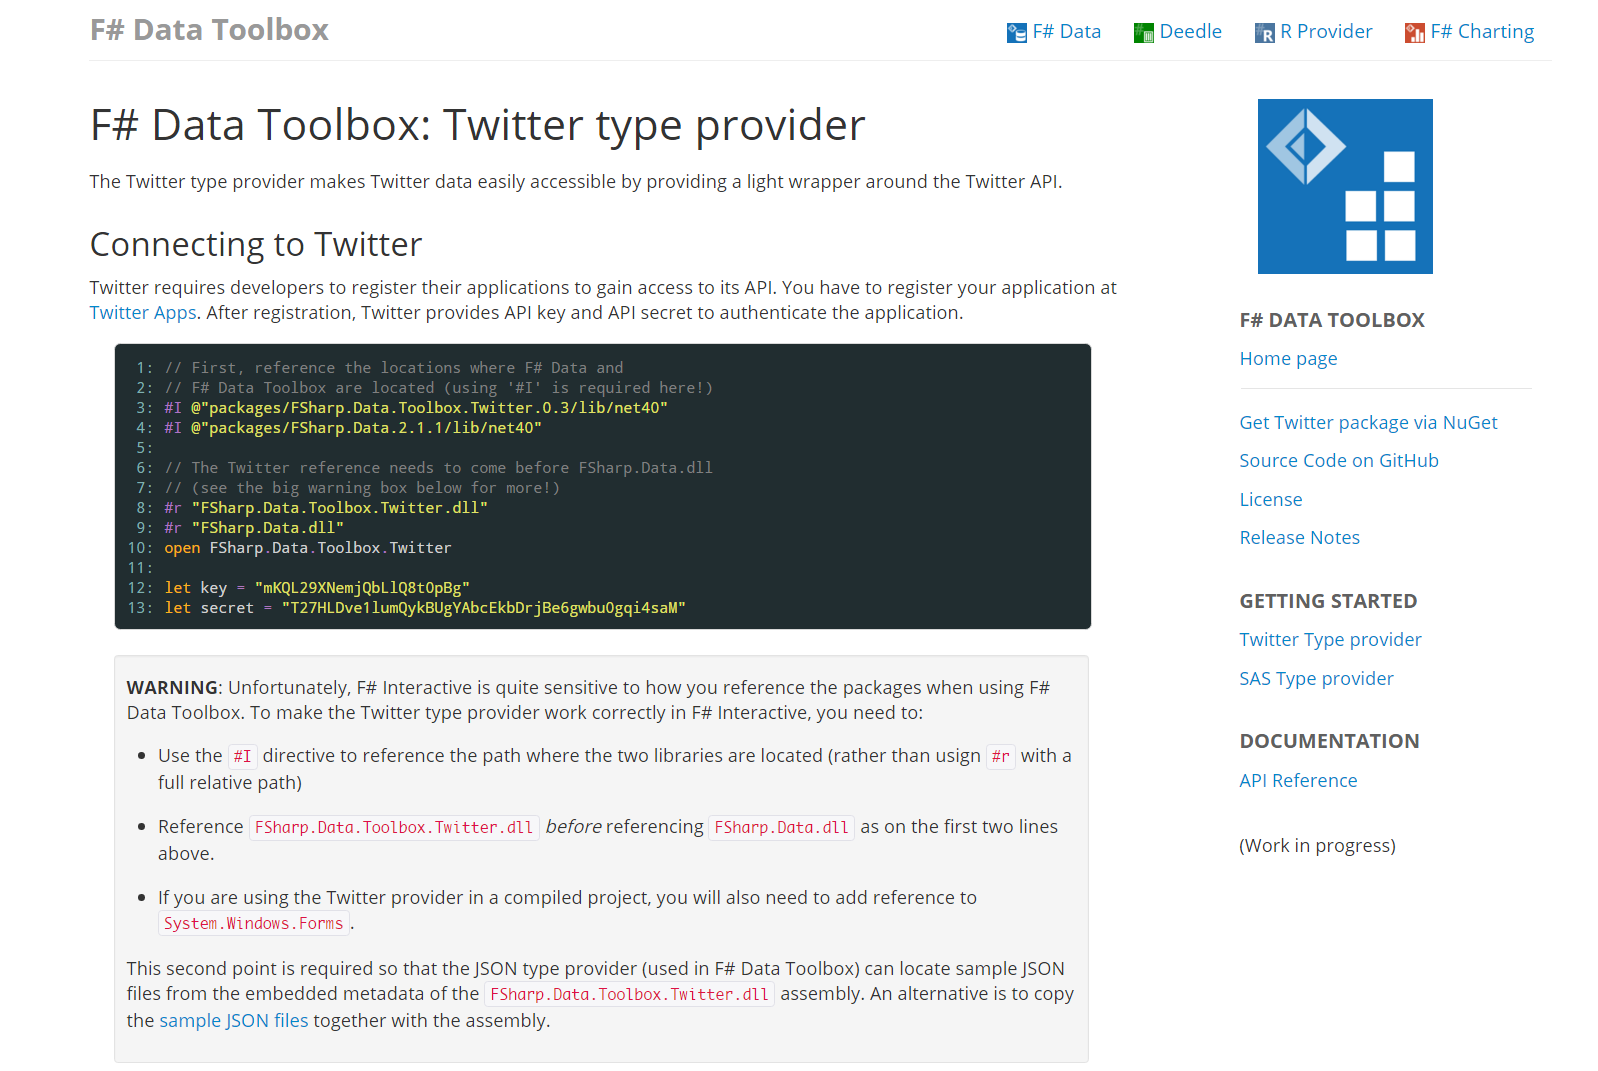 F# Data Toolbox
F# Data
Deedle
R Provider
F# Charting
F# Data Toolbox: Twitter type provider
The Twitter type provider makes Twitter data easily accessible by providing a light wrapper around the Twitter API.
Connecting to Twitter
Twitter requires developers to register their applications to gain access to its API. You have to register your application at
Twitter Apps. After registration, Twitter provides API key and API secret to authenticate the application.
1: // First, reference the locations where F# Data and
2: // F# Data Toolbox are located (using '#I' is required here!)
3: #I @"packages/FSharp.Data.Toolbox.Twitter.0.3/lib/net40"
4: #I @"packages/FSharp.Data.2.1.1/lib/net40"
5:
6: // The Twitter reference needs to come before FSharp.Data.dll
7: // (see the big warning box below for more!)
8: #r "FSharp.Data.Toolbox.Twitter.dll"
9: #r "FSharp.Data.dll"
10: open FSharp.Data.Toolbox.Twitter
11:
12: let key = "mKQL29XNemjQbLlQ8t0pBg"
13: let secret = "T27HLDve1lumQykBUgYAbcEkbDrjBe6gwbu0gqi4saM"
WARNING: Unfortunately, F# Interactive is quite sensitive to how you reference the packages when using F#
Data Toolbox. To make the Twitter type provider work correctly in F# Interactive, you need to:
• Use the #I directive to reference the path where the two libraries are located (rather than usign #r with a
full relative path)
• Reference FSharp.Data.Toolbox.Twitter.dll before referencing FSharp.Data.dll as on the first two lines
above.
• If you are using the Twitter provider in a compiled project, you will also need to add reference to
System.Windows.Forms.
This second point is required so that the JSON type provider (used in F# Data Toolbox) can locate sample JSON
files from the embedded metadata of the FSharp.Data.Toolbox.Twitter.dll assembly. An alternative is to copy
the sample JSON files together with the assembly.
F# DATA TOOLBOX
Home page
Get Twitter package via NuGet
Source Code on GitHub
License
Release Notes
GETTING STARTED
Twitter Type provider
SAS Type provider
DOCUMENTATION
API Reference
(Work in progress)